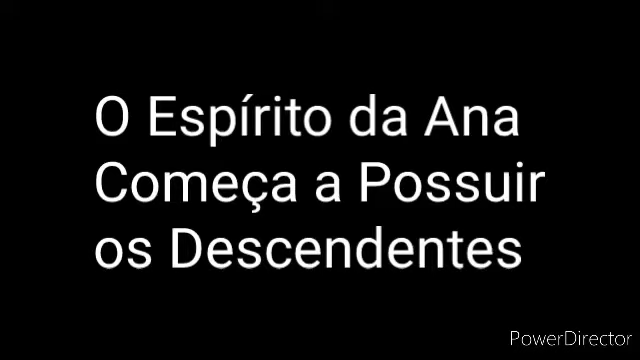 O Espírito da Ana
Começa a Possuir
os Descendentes
PowerDirector